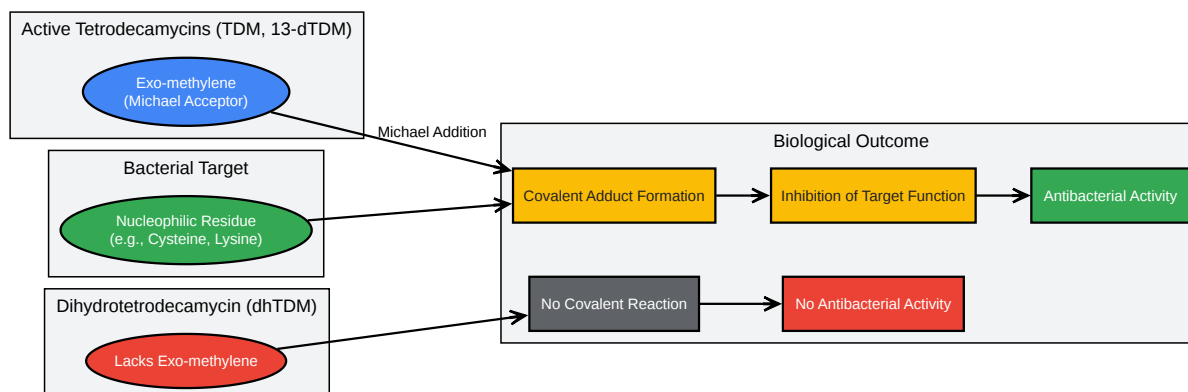 Active Tetrodecamycins (TDM, 13-dTDM)
Exo-methylene
(Michael Acceptor)
Michael Addition
Bacterial Target
Nucleophilic Residue
(e.g., Cysteine, Lysine)
Dihydrotetrodecamycin (dhTDM)
Lacks Exo-methylene
Biological Outcome
Covalent Adduct Formation
Inhibition of Target Function
Antibacterial Activity
No Covalent Reaction
No Antibacterial Activity